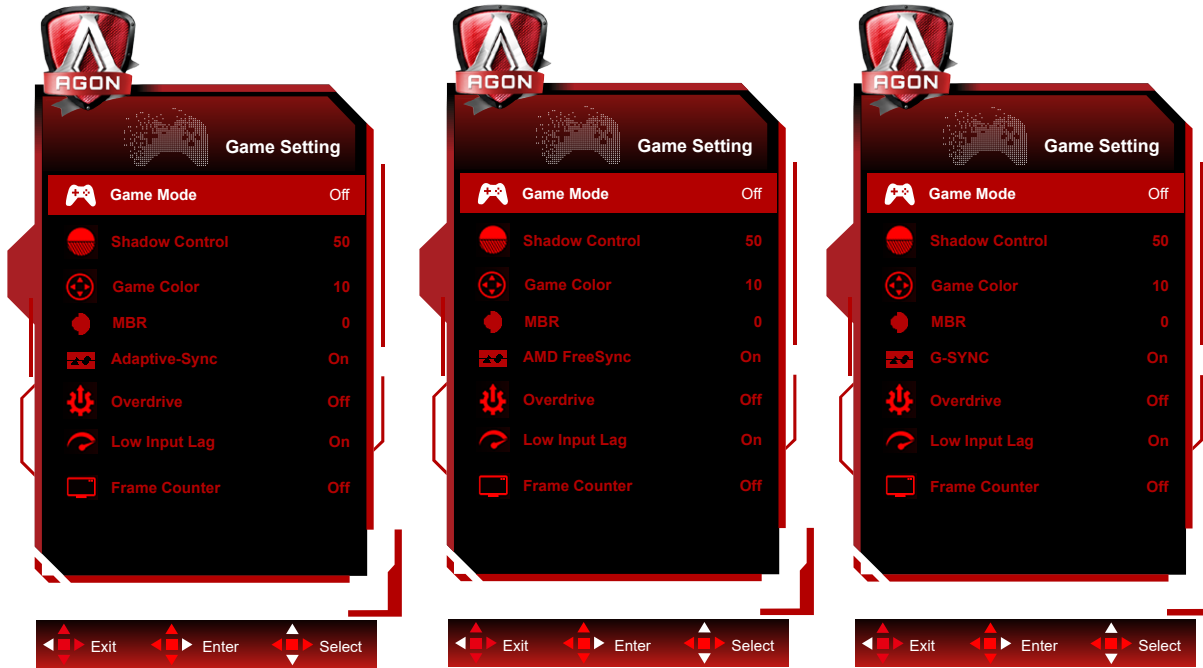 AGON
Game Setting
Game Mode Off
Shadow Control 50
Game Color 10
MBR 0
Adaptive-Sync On
Overdrive Off
Low Input Lag On
Frame Counter Off
Exit Enter Select
AGON
Game Setting
Game Mode Off
Shadow Control 50
Game Color 10
MBR 0
AMD FreeSync On
Overdrive Off
Low Input Lag On
Frame Counter Off
Exit Enter Select
AGON
Game Setting
Game Mode Off
Shadow Control 50
Game Color 10
MBR 0
G-SYNC On
Overdrive Off
Low Input Lag On
Frame Counter Off
Exit Enter Select